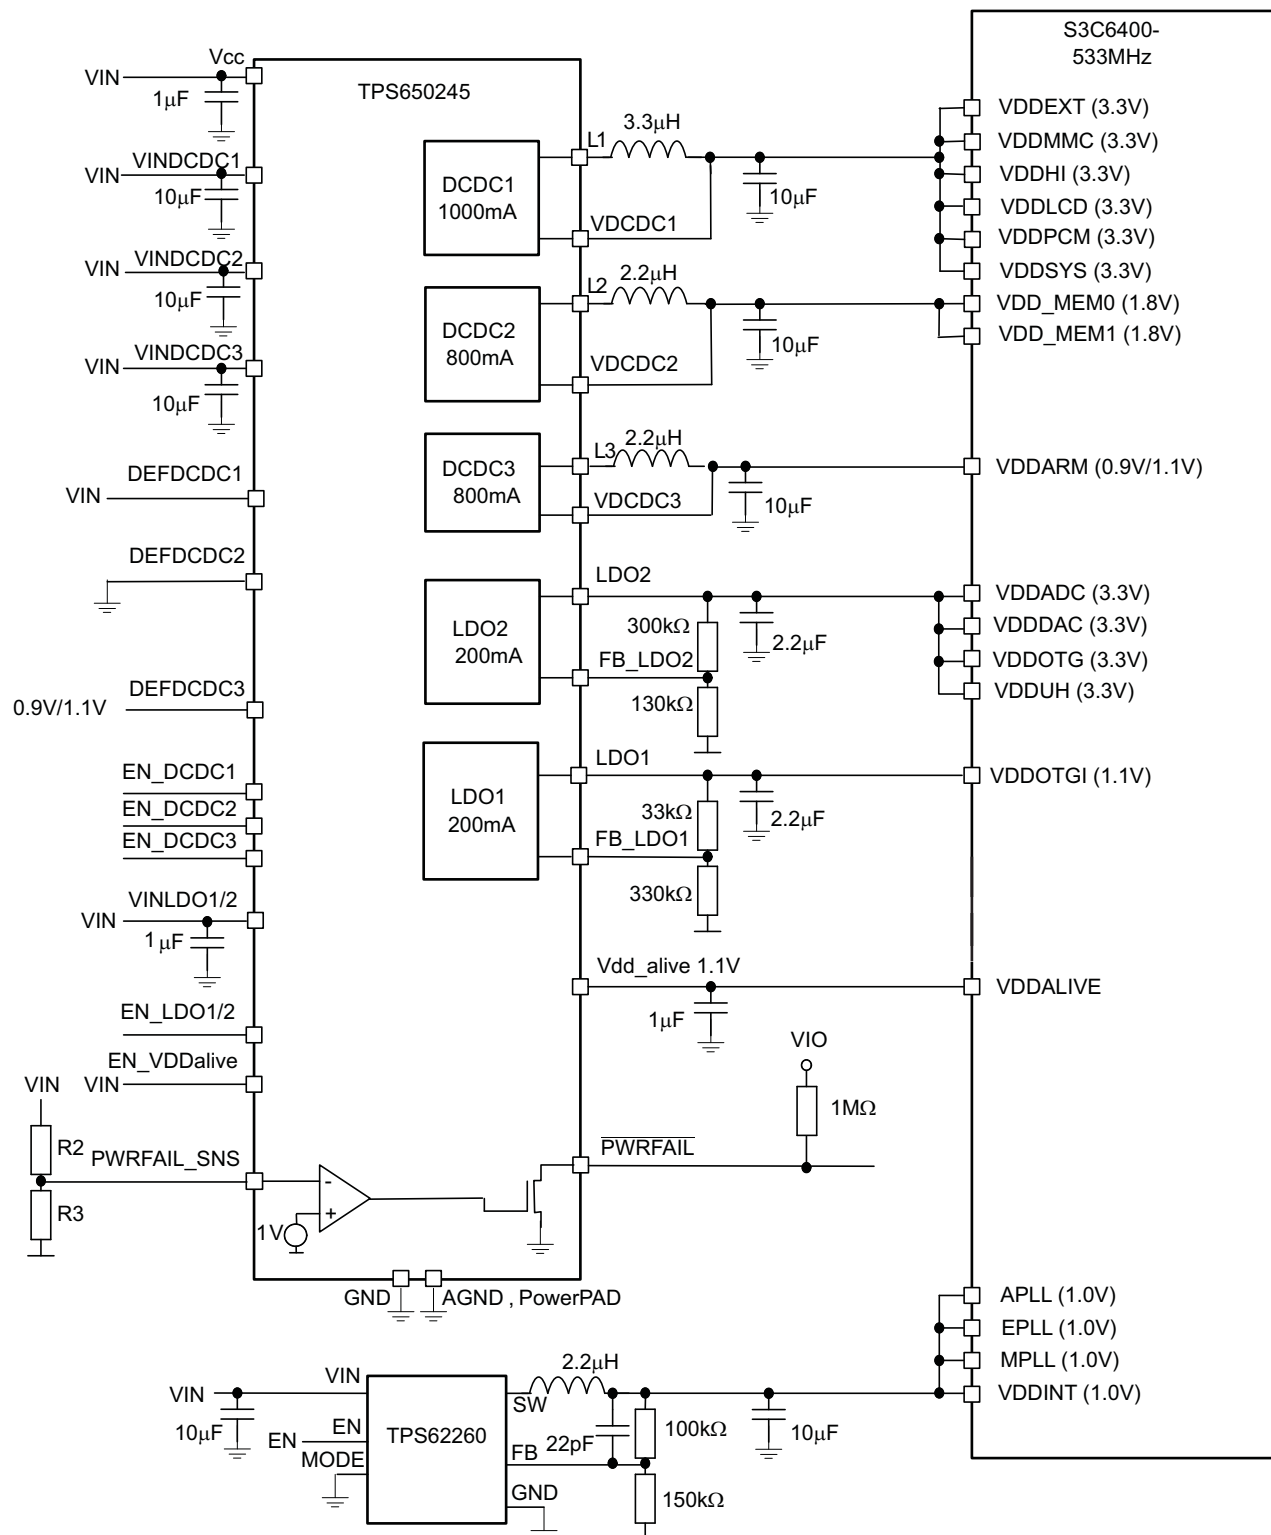 S3C6400-
533MHz
Vcc
VIN
1μF
TPS650245
VDDEXT (3.3V)
3.3μH
L1
VDDMMC (3.3V)
VINDCDC1
VIN
10μF
DCDC1
1000mA
10μF
VDDHI (3.3V)
VDDLCD (3.3V)
VDCDC1
VDDPCM (3.3V)
VINDCDC2
VIN
10μF
2.2μH
L2
VDDSYS (3.3V)
VDD_MEM0 (1.8V)
DCDC2
800mA
10μF
VDD_MEM1 (1.8V)
VINDCDC3
VIN
10μF
VDCDC2
2.2μH
L3
DCDC3
800mA
VDDARM (0.9V/1.1V)
DEFDCDC1
VIN
VDCDC3
10μF
DEFDCDC2
LDO2
VDDADC (3.3V)
LDO2
200mA
300kΩ
2.2μF
VDDDAC (3.3V)
FB_LDO2
VDDOTG (3.3V)
VDDUH (3.3V)
DEFDCDC3
0.9V/1.1V
130kΩ
LDO1
EN_DCDC1
VDDOTGI (1.1V)
LDO1
200mA
33kΩ
2.2μF
EN_DCDC2
EN_DCDC3
FB_LDO1
330kΩ
VINLDO1/2
VIN
1μF
Vdd_alive 1.1V
VDDALIVE
1μF
EN_LDO1/2
VIO
EN_VDDalive
VIN
VIN
1MΩ
R2
PWRFAIL_SNS
PWRFAIL
-
+
R3
1V
GND
AGND , PowerPAD
APLL (1.0V)
EPLL (1.0V)
MPLL (1.0V)
VDDINT (1.0V)
2.2μH
VIN
VIN
SW
10μF
EN
EN
TPS62260
22pF
100kΩ
10μF
MODE
FB
GND
150kΩ